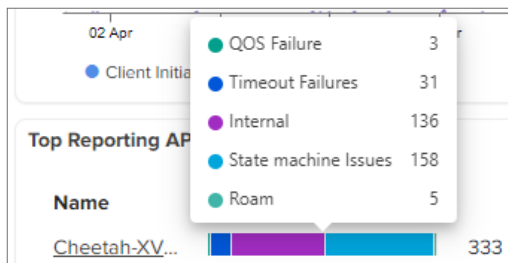 02 Apr
r
Client Initia
QOS Failure 3
Timeout Failures 31
Internal 136
State machine Issues 158
Roam 5
Top Reporting AP
Name
Cheetah-XV... 333